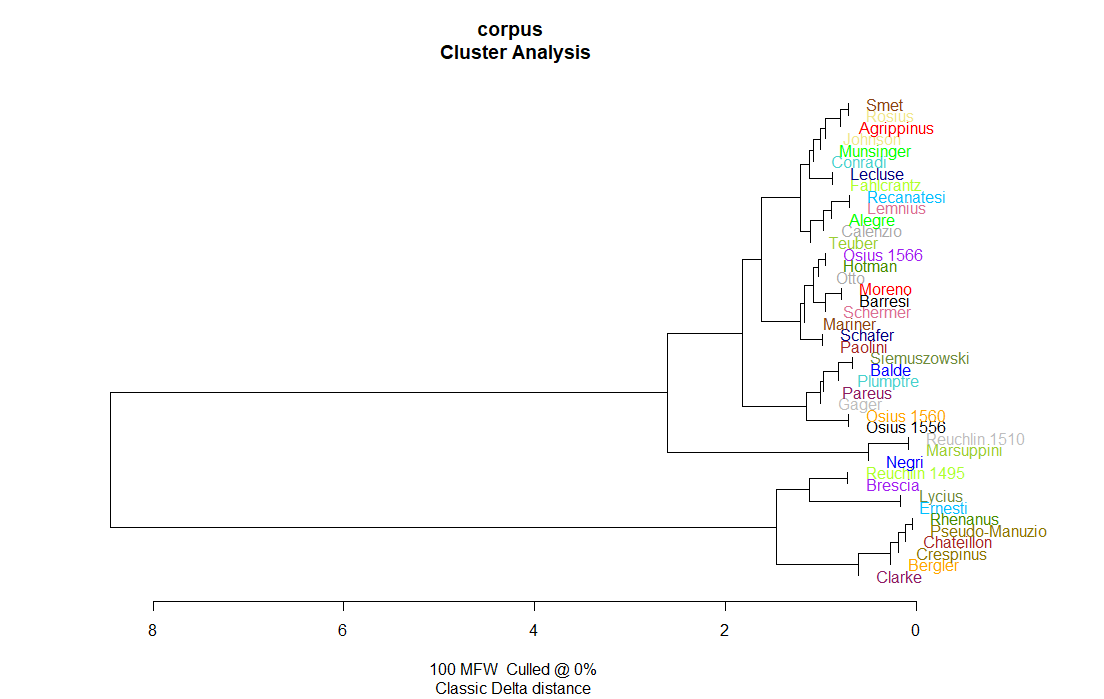 corpus
Cluster Analysis
Smet
Rosius
Agrippinus
Johnson
Munsinger
Conradi
Lecluse
Fahlcrantz
Recanatesi
Lemnius
Alegre
Calenzio
Teuber
Osius 1566
Hotman
Otto
Moreno
Barresi
Schermer
Mariner
Schafer
Paolini
Siemuszowski
Balde
Plumptre
Pareus
Gager
Osius 1560
Osius 1556
Reuchlin 1510
Marsuppini
Negri
Reuchlin 1495
Brescia
Lycius
Ernesti
Rhenanus
Pseudo-Manuzio
Chateillon
Crespinus
Bergler
Clarke
8 6 4 2 0
100 MFW Culled @ 0%
Classic Delta distance